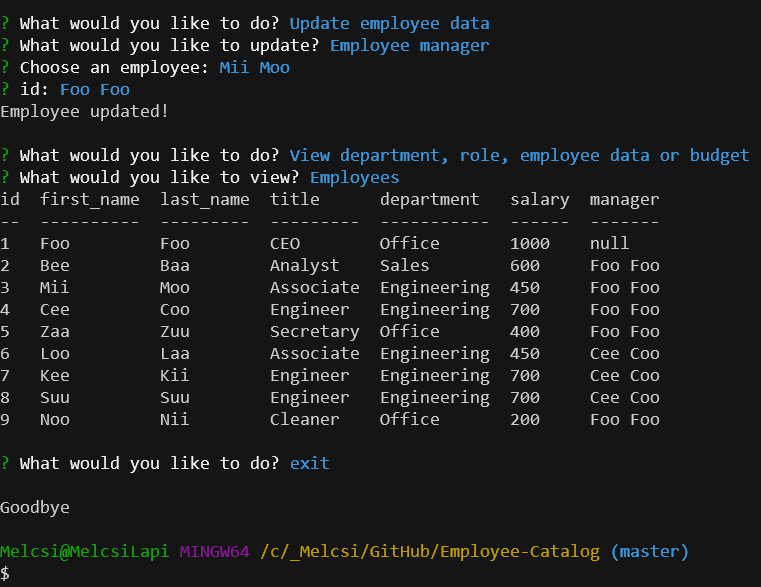 ? What would you like to do? Update employee data
? What would you like to update? Employee manager
? Choose an employee: Mii Moo
? id: Foo Foo
Employee updated!
? What would you like to do? View department, role, employee data or budget
? What would you like to view? Employees
id  first_name  last_name  title      department   salary  manager
--  ----------  ---------  ---------  -----------  ------  -------
1   Foo         Foo        CEO        Office       1000    null
2   Bee         Baa        Analyst    Sales        600     Foo Foo
3   Mii         Moo        Associate  Engineering  450     Foo Foo
4   Cee         Coo        Engineer   Engineering  700     Foo Foo
5   Zaa         Zuu        Secretary  Office       400     Foo Foo
6   Loo         Laa        Associate  Engineering  450     Cee Coo
7   Kee         Kii        Engineer   Engineering  700     Cee Coo
8   Suu         Suu        Engineer   Engineering  700     Cee Coo
9   Noo         Nii        Cleaner    Office       200     Foo Foo
? What would you like to do? exit
Goodbye
Melcsi@MelcsiLapi MINGW64 /c/_Melcsi/GitHub/Employee-Catalog (master)
$